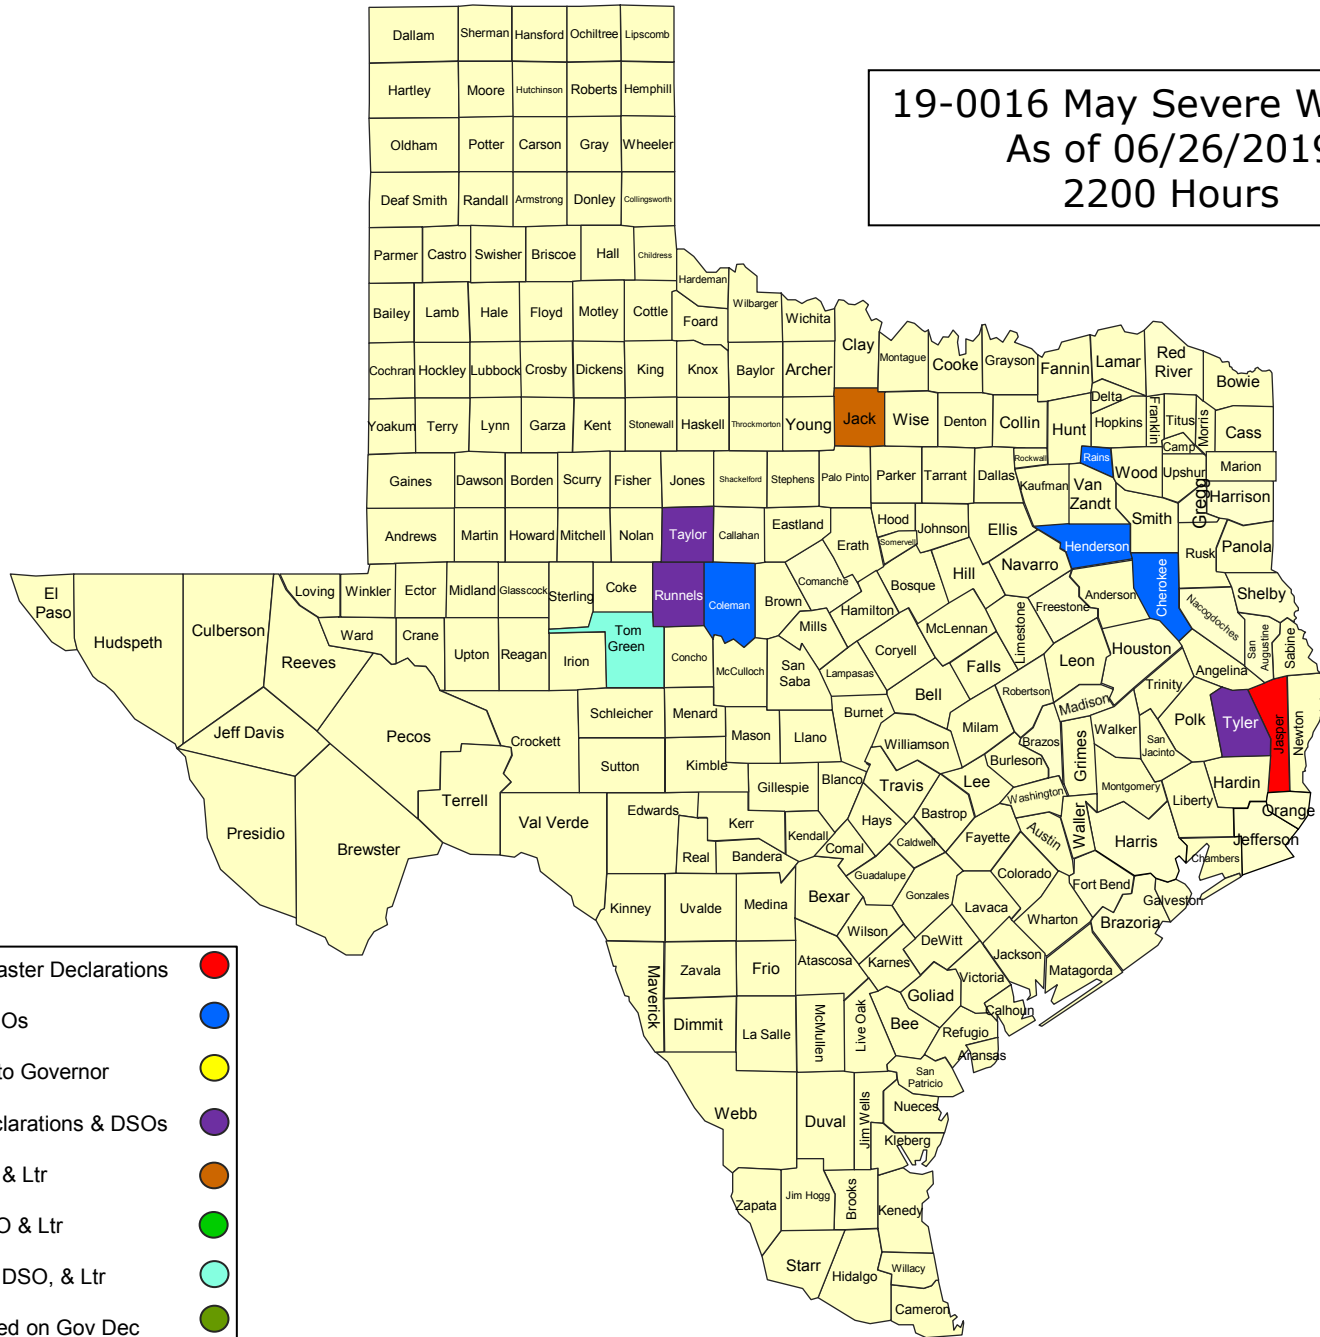 Dallam Sherman Hansford Ochiltree Lipscomb
Hartley Moore Hutchinson Roberts Hemphill
19-0016 May Severe W
As of 06/26/2019
2200 Hours
Oldham Potter Carson Gray Wheeler
Deaf Smith Randall Armstrong Donley Collingsworth
Parmer Castro Swisher Briscoe Hall Childress
Hardeman
Bailey Lamb Hale Floyd Motley Cottle Foard Wilbarger Wichita
Clay Montague Cooke Grayson Fannin Lamar Red
River Bowie
Cochran Hockley Lubbock Crosby Dickens King Knox Baylor Archer
Delta
Yoakum Terry Lynn Garza Kent Stonewall Haskell Throckmorton Young Jack Wise Denton Collin Hunt Hopkins Franklin Titus Morris Cass
Camp
Rockwall Rains Wood Upshur Marion
Gaines Dawson Borden Scurry Fisher Jones Shackelford Stephens Palo Pinto Parker Tarrant Dallas Kaufman Van
Zandt Gregg Harrison
Smith
Andrews Martin Howard Mitchell Nolan Taylor Callahan Eastland Erath Hood Somervell Johnson Ellis Henderson Rusk Panola
El
Paso Hudspeth Culberson Loving Winkler Ector Midland Glasscock Sterling Coke Runnels Coleman Brown Comanche Hamilton Bosque Hill Navarro Freestone Anderson Cherokee Nacogdoches Shelby
Ward Crane Upton Reagan Irion Tom
Green Concho McCulloch San
Saba Mills Lampasas Coryell McLennan Limestone Falls Leon Houston Angelina San
Augustine Sabine
Reeves Jeff Davis Pecos Crockett Schleicher Menard Mason Llano Burnet Bell Milam Robertson Madison Trinity Polk Tyler Jasper Newton
Presidio Brewster Terrell Val Verde Sutton Kimble Gillespie Blanco Williamson Travis Lee Burleson Brazos Grimes Walker San
Jacinto Hardin
Edwards Kerr Kendall Hays Bastrop Washington Montgomery Liberty Orange
Real Bandera Comal Caldwell Fayette Austin Waller Harris Jefferson
Chambers
Kinney Uvalde Medina Bexar Guadalupe Gonzales Lavaca Colorado Fort Bend Galveston
Wilson DeWitt Wharton Brazoria
Maverick Zavala Frio Atascosa Karnes Jackson Matagorda
Victoria
Dimmit La Salle McMullen Live Oak Bee Goliad Calhoun
Refugio
Aransas
San
Patricio
Webb Duval Jim Wells Nueces
Kleberg
Zapata Jim Hogg Brooks Kenedy
Starr Hidalgo Willacy
Cameron
aster Declarations
Os
to Governor
clarations & DSOs
& Ltr
O & Ltr
DSO, & Ltr
ed on Gov Dec